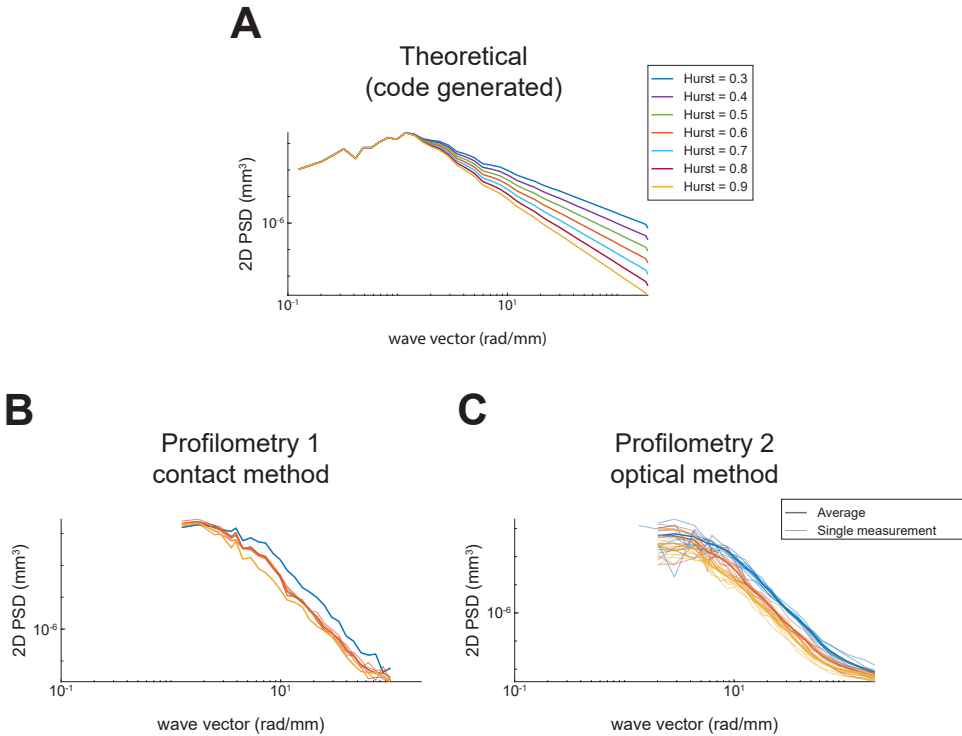 A
Theoretical
(code generated)
Hurst = 0.3
Hurst = 0.4
Hurst = 0.5
Hurst = 0.6
Hurst = 0.7
Hurst = 0.8
Hurst = 0.9
2D PSD (mm³)
10⁻⁶
10⁻¹
10¹
wave vector (rad/mm)
B
Profilometry 1
contact method
2D PSD (mm³)
10⁻⁶
10⁻¹
10¹
wave vector (rad/mm)
C
Profilometry 2
optical method
Average
Single measurement
2D PSD (mm³)
10⁻⁶
10⁻¹
10¹
wave vector (rad/mm)